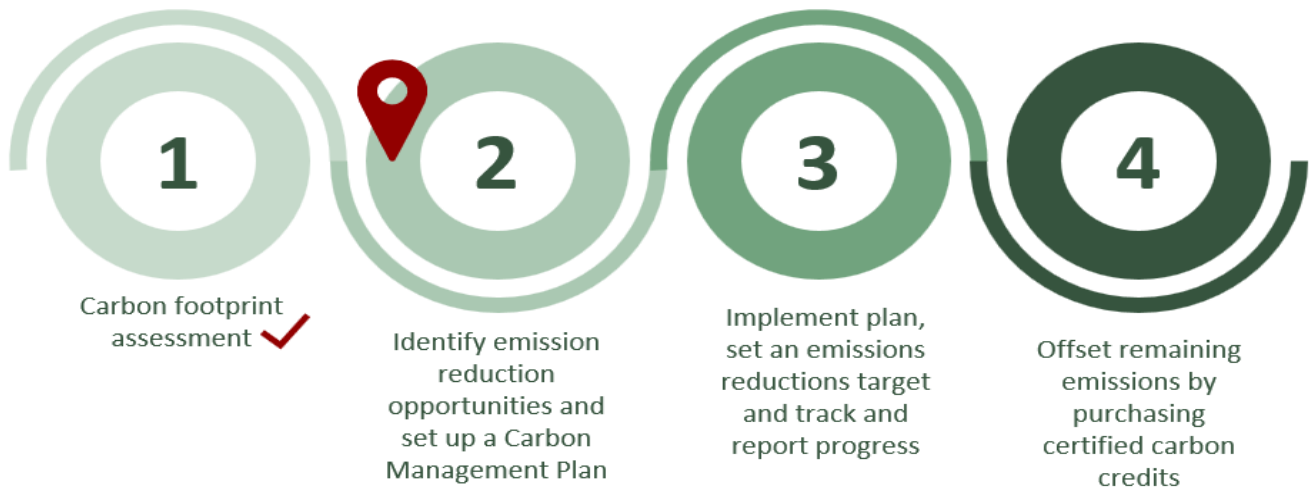 1
Carbon footprint
assessment
2
Identify emission
reduction
opportunities and
set up a Carbon
Management Plan
3
Implement plan,
set an emissions
reductions target
and track and
report progress
4
Offset remaining
emissions by
purchasing
certified carbon
credits